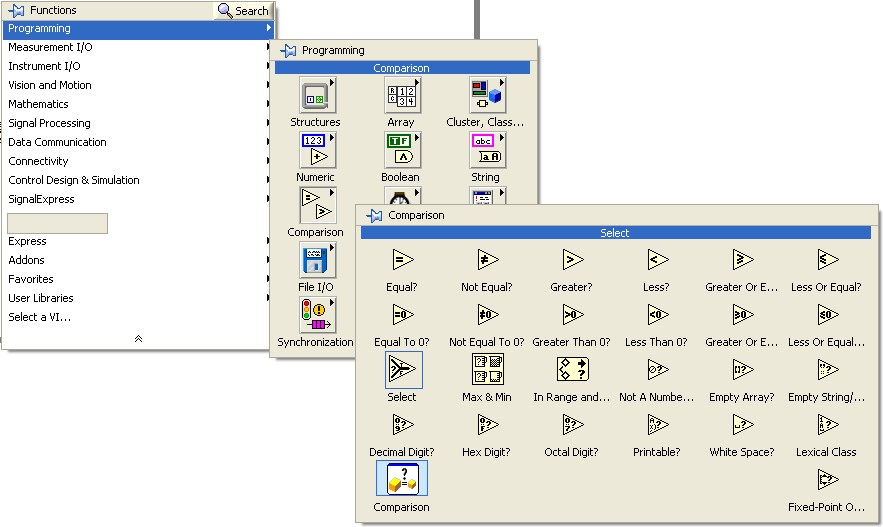 Functions
Search
Programming
Measurement I/O
Instrument I/O
Vision and Motion
Mathematics
Signal Processing
Data Communication
Connectivity
Control Design & Simulation
SignalExpress
Express
Addons
Favorites
User Libraries
Select a VI...
Programming
Comparison
Structures Array Cluster, Class...
Numeric Boolean String
Comparison
File I/O
Synchronization
Comparison
Select
Equal? Not Equal? Greater? Less? Greater Or E... Less Or Equal?
Equal To 0? Not Equal To 0? Greater Than 0? Less Than 0? Greater Or E... Less Or Equal...
Select Max & Min In Range and... Not A Numbe... Empty Array? Empty String/...
Decimal Digit? Hex Digit? Octal Digit? Printable? White Space? Lexical Class
Comparison Fixed-Point O...